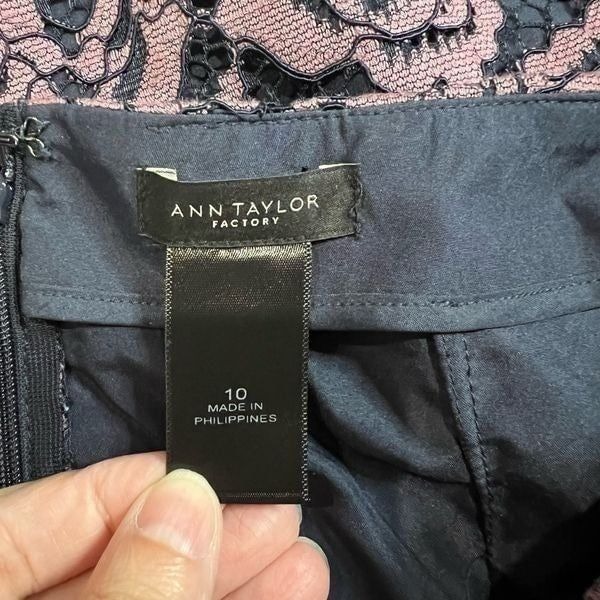 ANN TAYLOR
FACTORY
10
MADE IN
PHILIPPINES